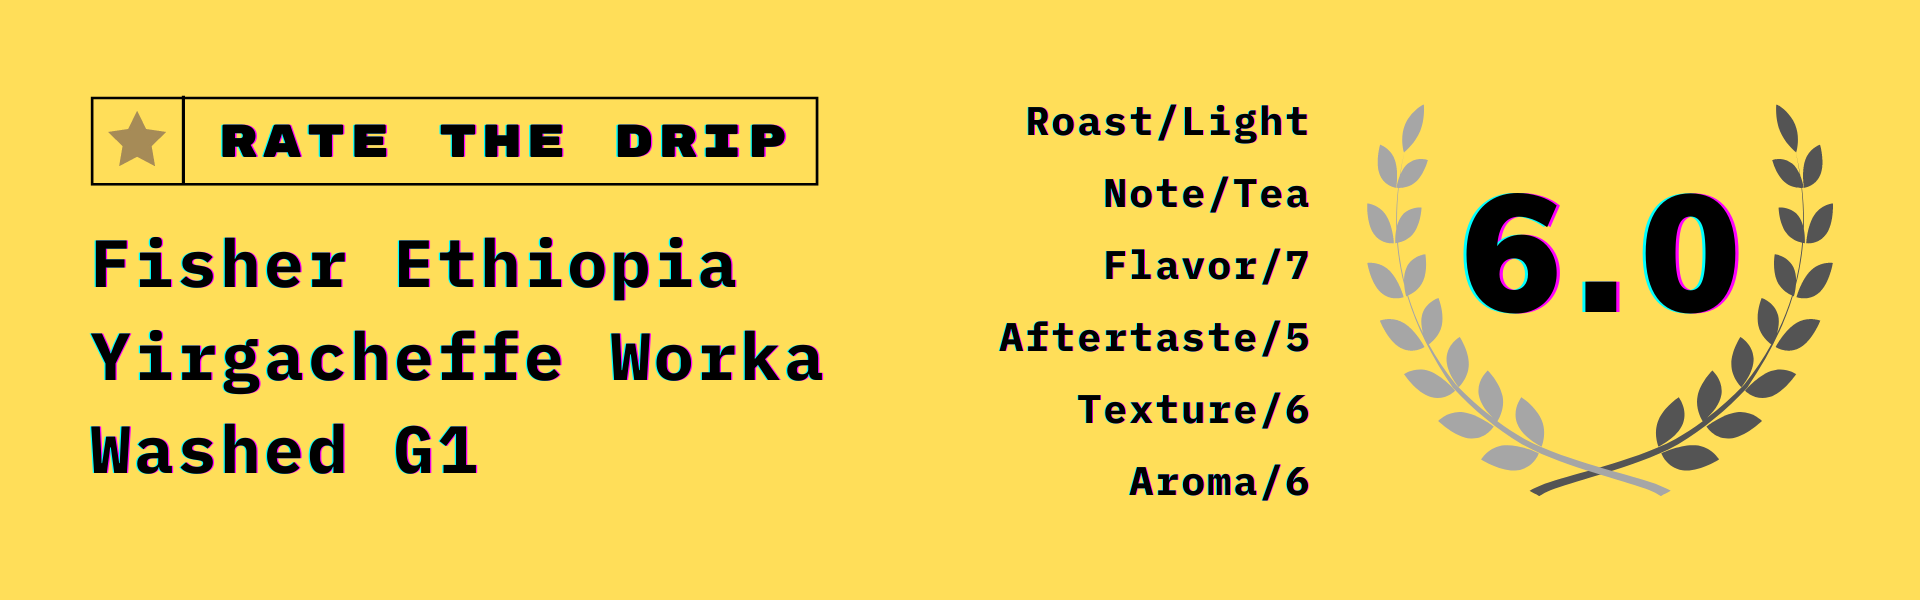 RATE THE DRIP
Fisher Ethiopia
Yirgacheffe Worka
Washed G1
Roast/Light
Note/Tea
Flavor/7
Aftertaste/5
Texture/6
Aroma/6
6.0